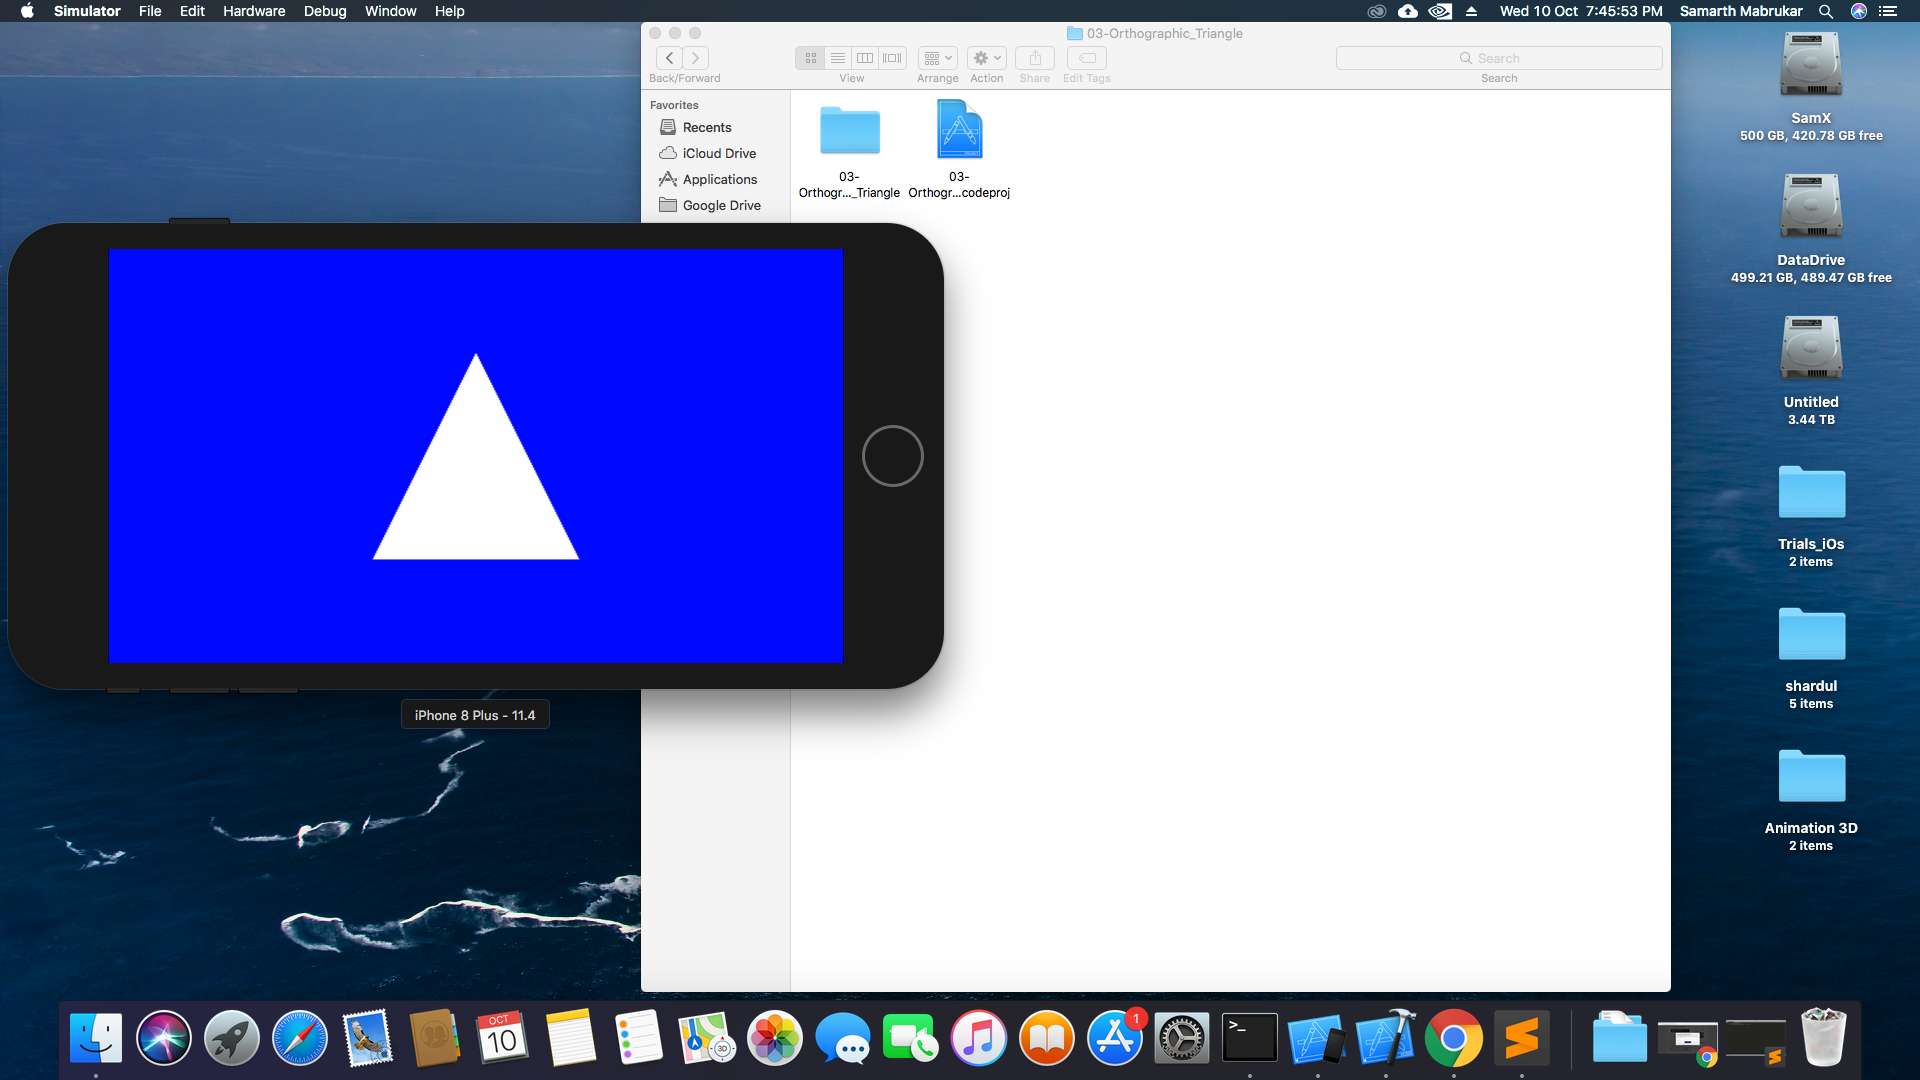 Simulator File Edit Hardware Debug Window Help
Wed 10 Oct 7:45:53 PM Samarth Mabrukar
03-Orthographic_Triangle
Search
Back/Forward View Arrange Action Share Edit Tags Search
Favorites
Recents
iCloud Drive
Applications
Google Drive
03-
Orthogr..._Triangle
03-
Orthogr...codeproj
iPhone 8 Plus - 11.4
SamX
500 GB, 420.78 GB free
DataDrive
499.21 GB, 489.47 GB free
Untitled
3.44 TB
Trials_iOs
2 items
shardul
5 items
Animation 3D
2 items
OCT
10
3D
1
>_